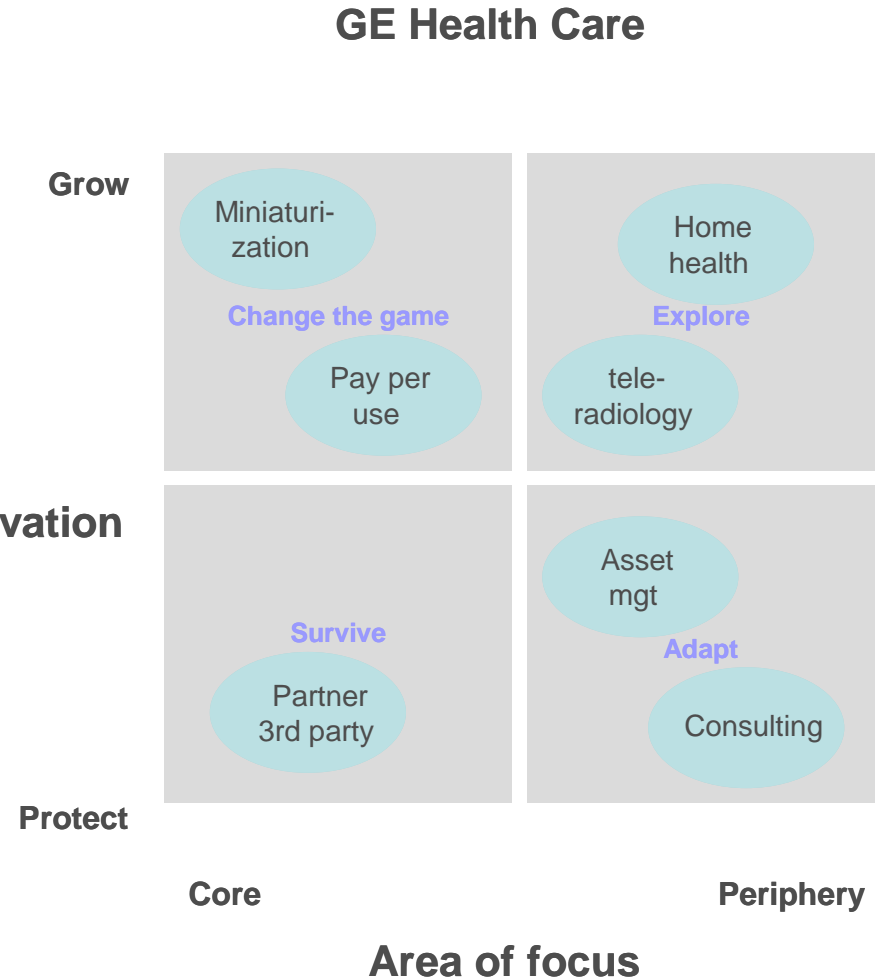 GE Health Care
Grow
Miniaturi-
zation
Home
health
Change the game
Explore
Pay per
use
tele-
radiology
vation
Asset
mgt
Survive
Adapt
Partner
3rd party
Consulting
Protect
Core
Periphery
Area of focus